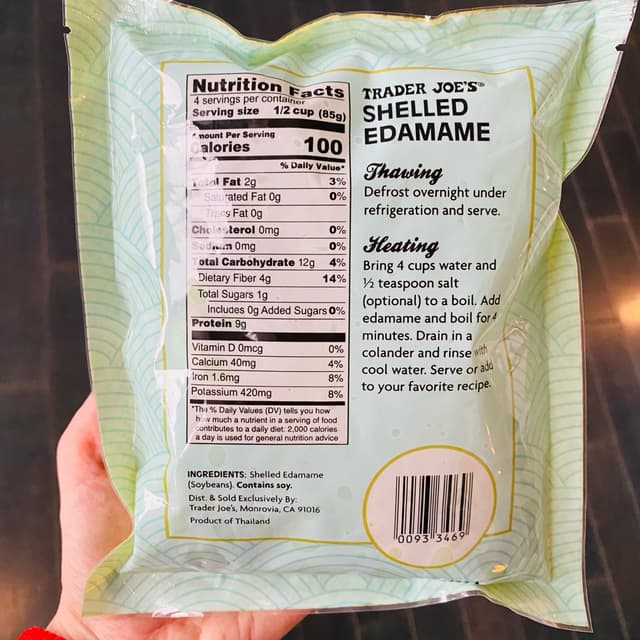 Nutrition Facts
4 servings per container
Serving size 1/2 cup (85g)
Amount Per Serving
Calories 100
% Daily Value*
Total Fat 2g 3%
Saturated Fat 0g 0%
Trans Fat 0g
Cholesterol 0mg 0%
Sodium 0mg 0%
Total Carbohydrate 12g 4%
Dietary Fiber 4g 14%
Total Sugars 1g
Includes 0g Added Sugars 0%
Protein 9g
Vitamin D 0mcg 0%
Calcium 40mg 4%
Iron 1.6mg 8%
Potassium 420mg 8%
*The % Daily Values (DV) tells you how
how much a nutrient in a serving of food
contributes to a daily diet. 2,000 calories
a day is used for general nutrition advice
INGREDIENTS: Shelled Edamame
(Soybeans). Contains soy.
Dist. & Sold Exclusively By:
Trader Joe's, Monrovia, CA 91016
Product of Thailand
TRADER JOE'S®
SHELLED
EDAMAME
Thawing
Defrost overnight under
refrigeration and serve.
Heating
Bring 4 cups water and
½ teaspoon salt
(optional) to a boil. Add
edamame and boil for 4
minutes. Drain in a
colander and rinse with
cool water. Serve or add
to your favorite recipe.
0093 3469